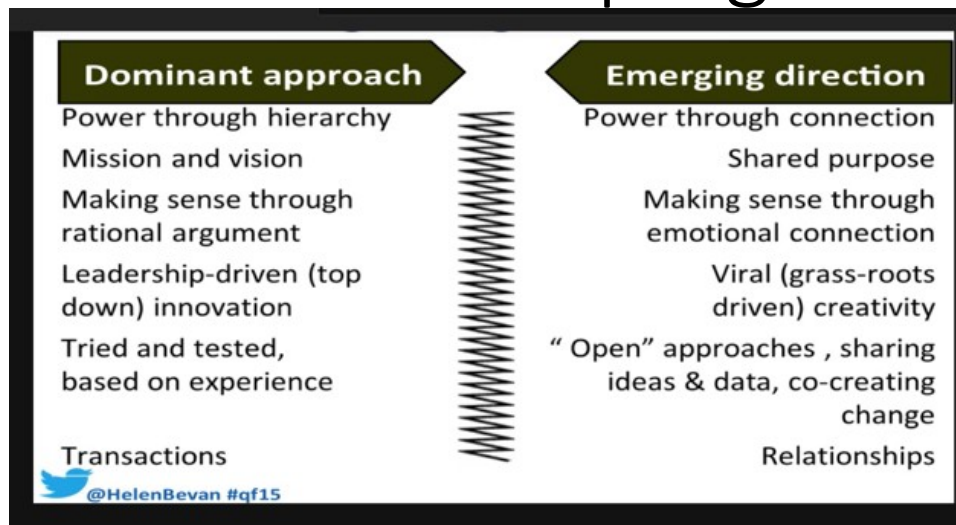 Dominant approach
Emerging direction
Power through hierarchy
Power through connection
Mission and vision
Shared purpose
Making sense through
rational argument
Making sense through
emotional connection
Leadership-driven (top
down) innovation
Viral (grass-roots
driven) creativity
Tried and tested,
based on experience
“ Open” approaches , sharing
ideas & data, co-creating
change
Transactions
Relationships
@HelenBevan #qf15